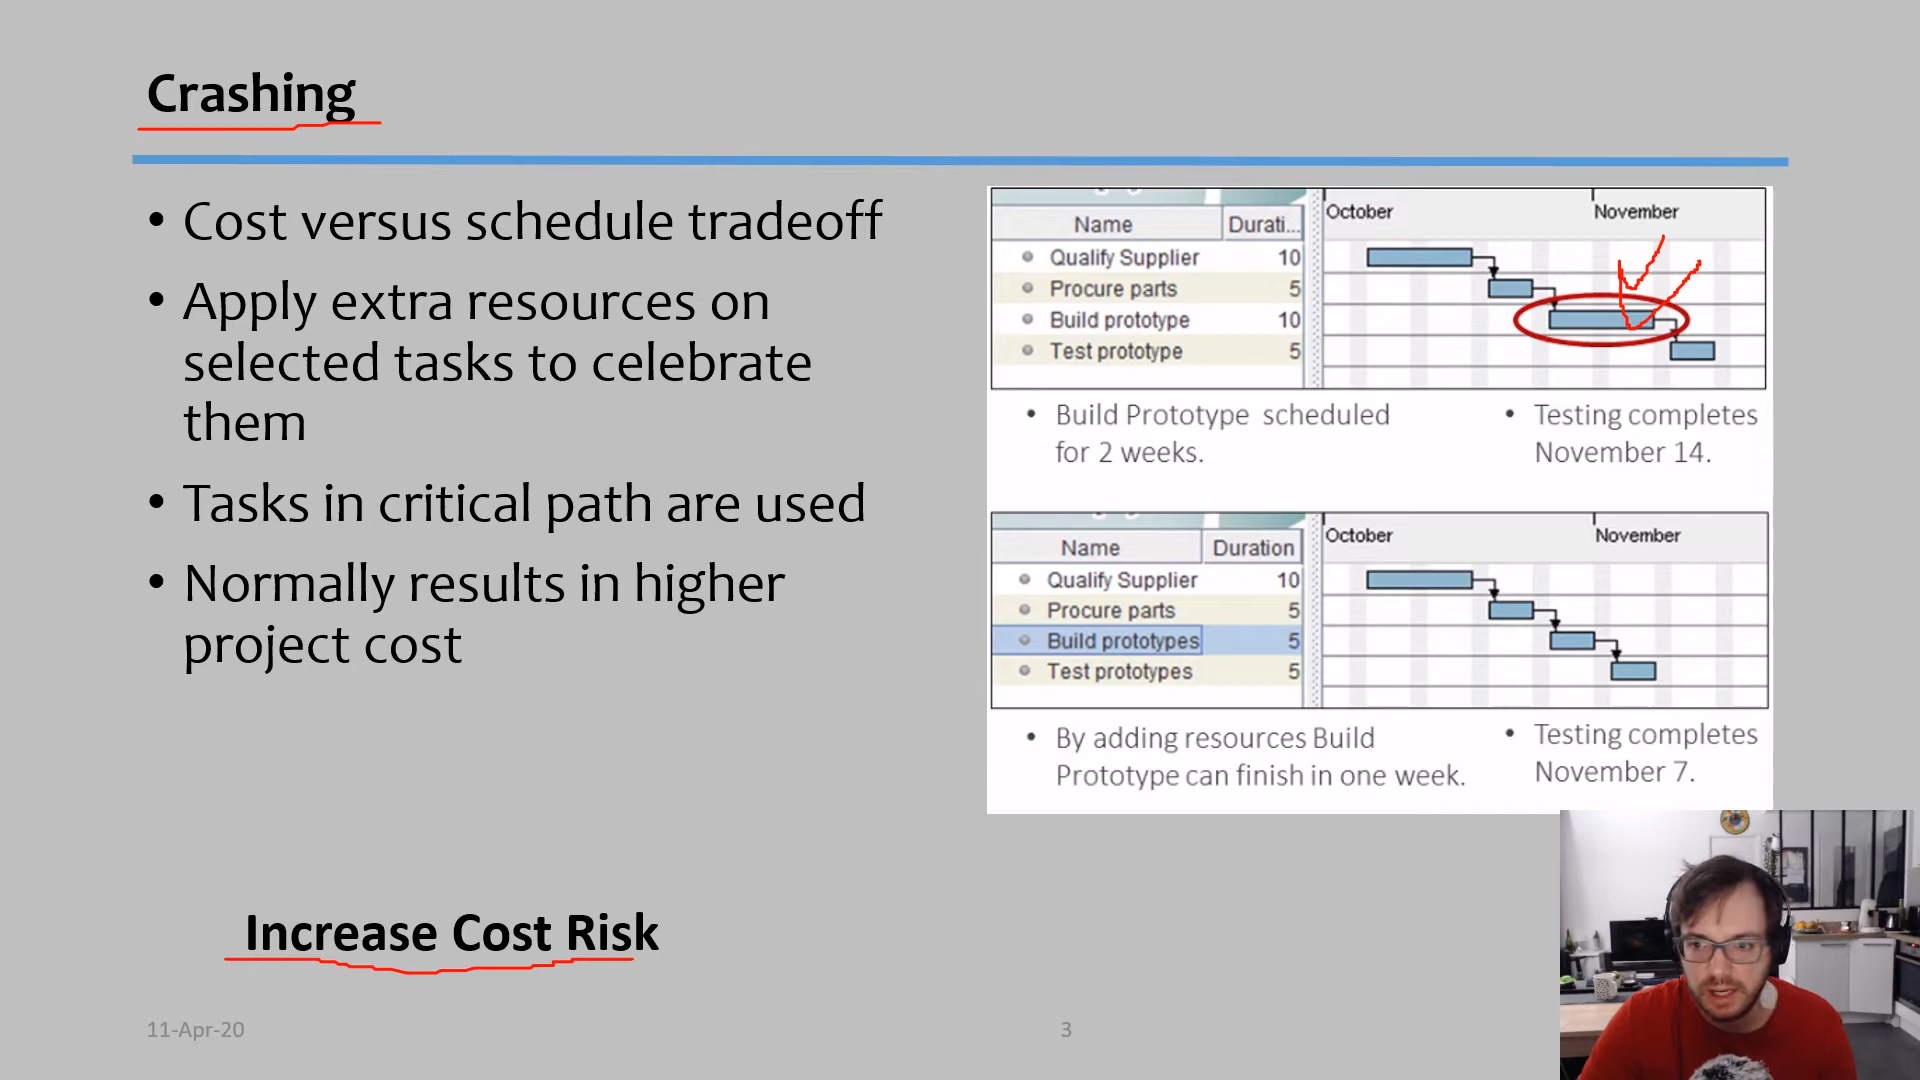 Crashing
• Cost versus schedule tradeoff
• Apply extra resources on
selected tasks to celebrate
them
• Tasks in critical path are used
• Normally results in higher
project cost
Increase Cost Risk
Name Durati... October November
Qualify Supplier 10
Procure parts 5
Build prototype 10
Test prototype 5
• Build Prototype scheduled
for 2 weeks.
• Testing completes
November 14.
Name Duration October November
Qualify Supplier 10
Procure parts 5
Build prototypes 5
Test prototypes 5
• By adding resources Build
Prototype can finish in one week.
• Testing completes
November 7.
11-Apr-20
3